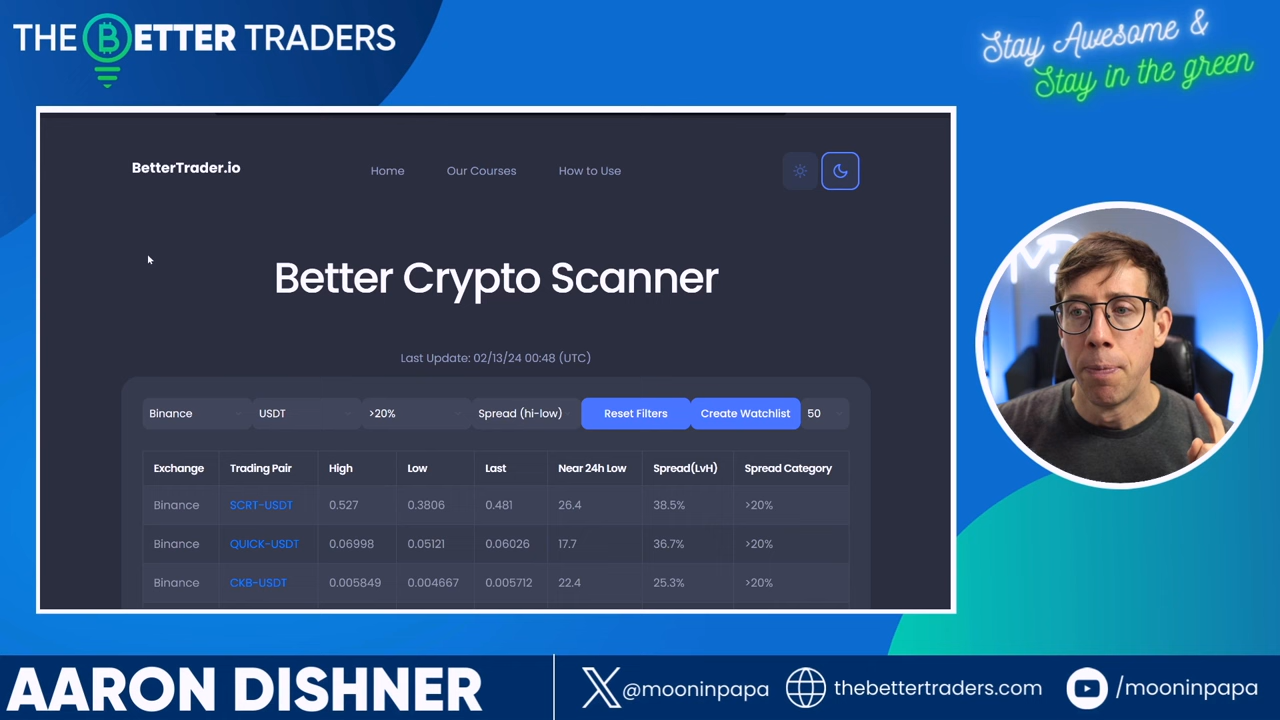 THE BETTER TRADERS
Stay Awesome &
Stay in the green
BetterTrader.io
Home
Our Courses
How to Use
Better Crypto Scanner
Last Update: 02/13/24 00:48 (UTC)
Binance USDT >20% Spread (hi-low) Reset Filters Create Watchlist 50
Exchange Trading Pair High Low Last Near 24h Low Spread(LvH) Spread Category
Binance SCRT-USDT 0.527 0.3806 0.481 26.4 38.5% >20%
Binance QUICK-USDT 0.06998 0.05121 0.06026 17.7 36.7% >20%
Binance CKB-USDT 0.005849 0.004667 0.005712 22.4 25.3% >20%
AARON DISHNER
@mooninpapa
thebettertraders.com
/mooninpapa